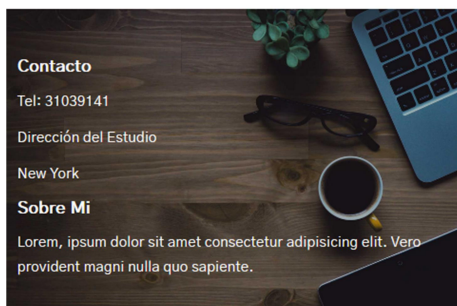 Contacto
Tel: 31039141
Dirección del Estudio
New York
Sobre Mi
Lorem, ipsum dolor sit amet consectetur adipisicing elit. Vero
provident magni nulla quo sapiente.